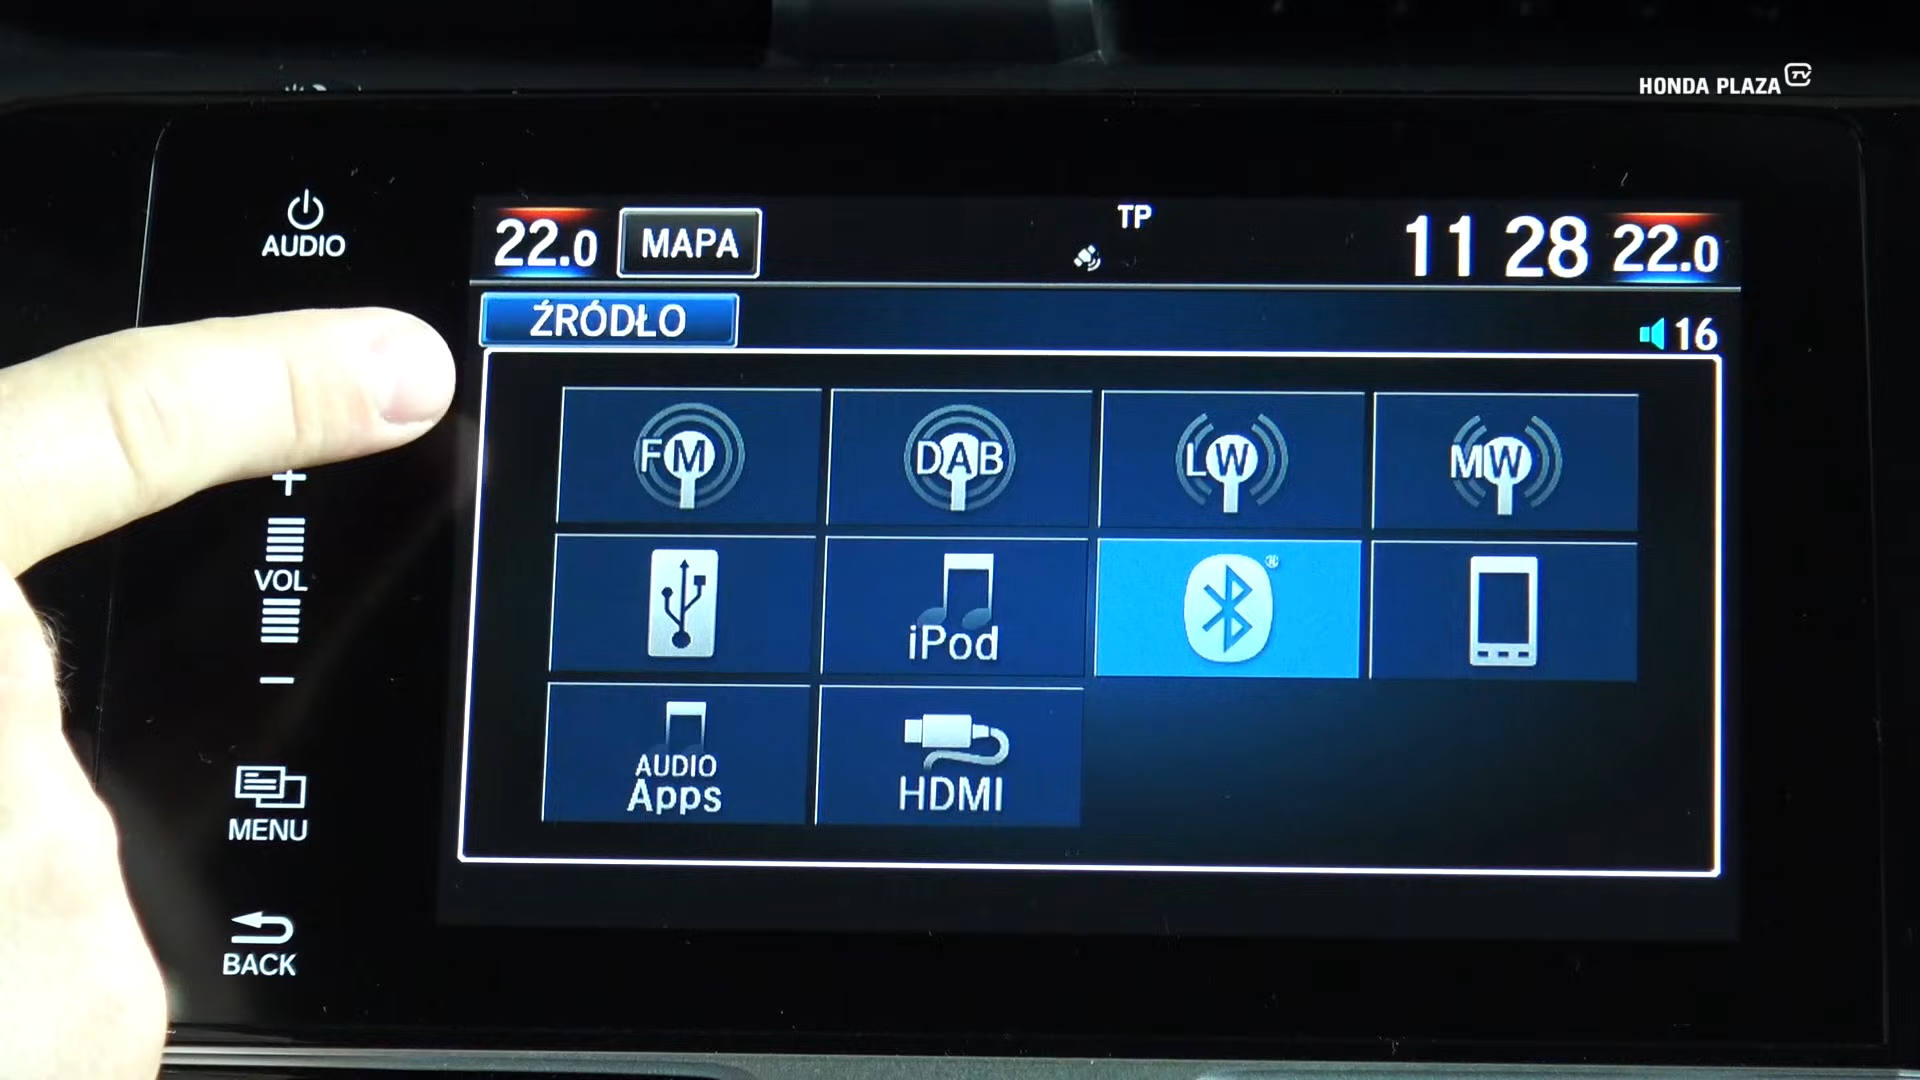 HONDA PLAZA TV
AUDIO
22.0 MAPA TP 11 28 22.0
ŹRÓDŁO 16
FM DAB LW MW
+
VOL
iPod ®
−
AUDIO Apps HDMI
MENU
BACK